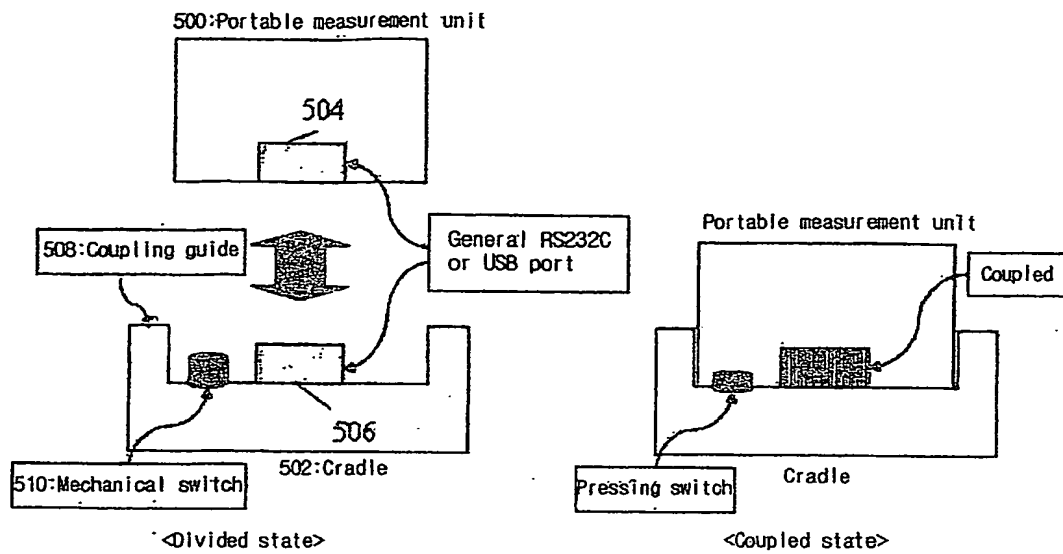 500:Portable measurement unit
504
508:Coupling guide
General RS232C
or USB port
506
502:Cradle
510:Mechanical switch
<Divided state>
Portable measurement unit
Coupled
Pressing switch
Cradle
<Coupled state>